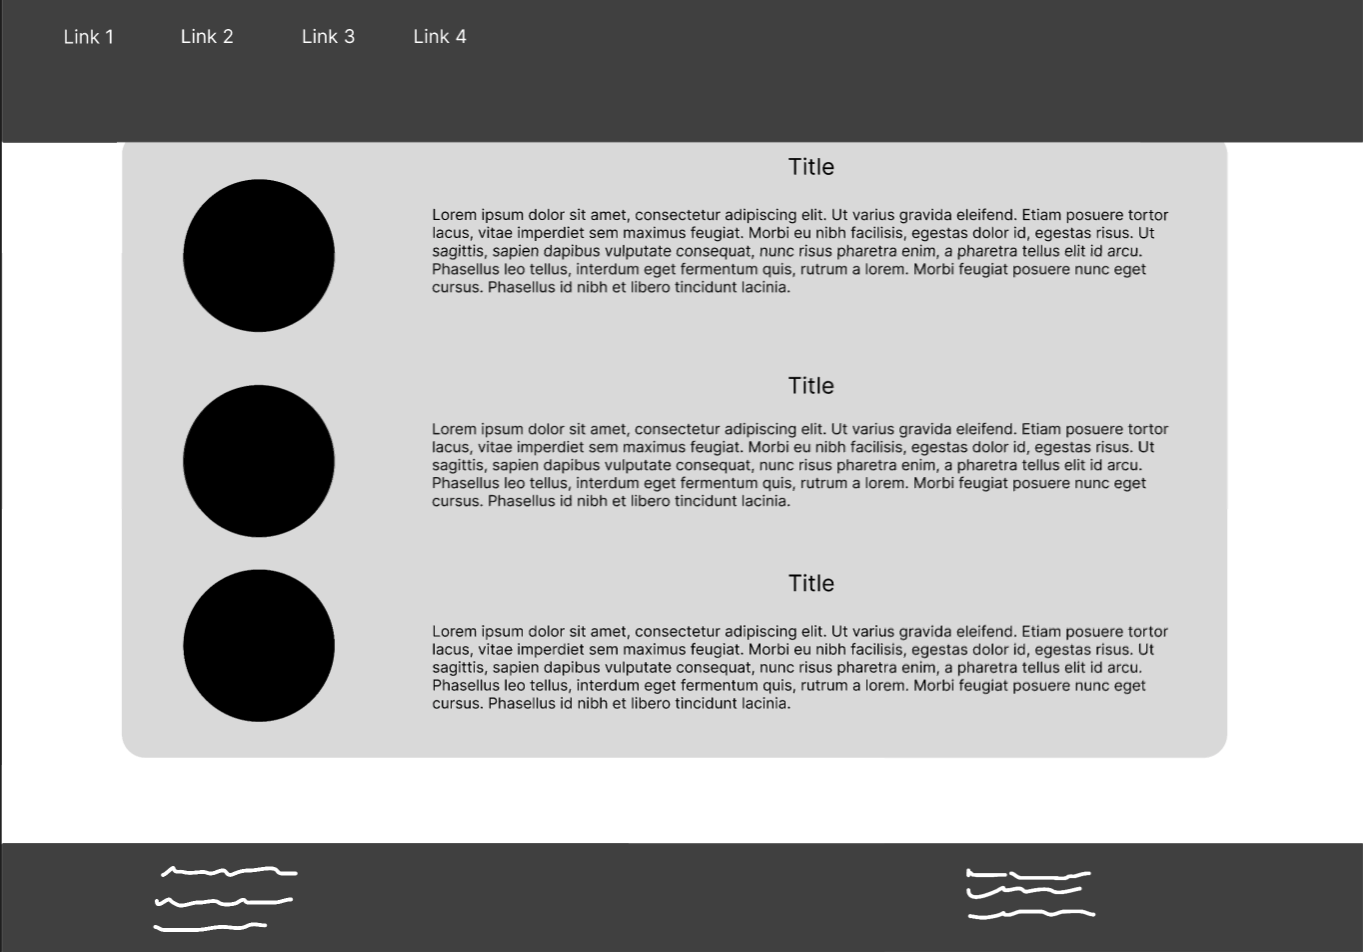 Link 1 Link 2 Link 3 Link 4
Title
Lorem ipsum dolor sit amet, consectetur adipiscing elit. Ut varius gravida eleifend. Etiam posuere tortor
lacus, vitae imperdiet sem maximus feugiat. Morbi eu nibh facilisis, egestas dolor id, egestas risus. Ut
sagittis, sapien dapibus vulputate consequat, nunc risus pharetra enim, a pharetra tellus elit id arcu.
Phasellus leo tellus, interdum eget fermentum quis, rutrum a lorem. Morbi feugiat posuere nunc eget
cursus. Phasellus id nibh et libero tincidunt lacinia.
Title
Lorem ipsum dolor sit amet, consectetur adipiscing elit. Ut varius gravida eleifend. Etiam posuere tortor
lacus, vitae imperdiet sem maximus feugiat. Morbi eu nibh facilisis, egestas dolor id, egestas risus. Ut
sagittis, sapien dapibus vulputate consequat, nunc risus pharetra enim, a pharetra tellus elit id arcu.
Phasellus leo tellus, interdum eget fermentum quis, rutrum a lorem. Morbi feugiat posuere nunc eget
cursus. Phasellus id nibh et libero tincidunt lacinia.
Title
Lorem ipsum dolor sit amet, consectetur adipiscing elit. Ut varius gravida eleifend. Etiam posuere tortor
lacus, vitae imperdiet sem maximus feugiat. Morbi eu nibh facilisis, egestas dolor id, egestas risus. Ut
sagittis, sapien dapibus vulputate consequat, nunc risus pharetra enim, a pharetra tellus elit id arcu.
Phasellus leo tellus, interdum eget fermentum quis, rutrum a lorem. Morbi feugiat posuere nunc eget
cursus. Phasellus id nibh et libero tincidunt lacinia.